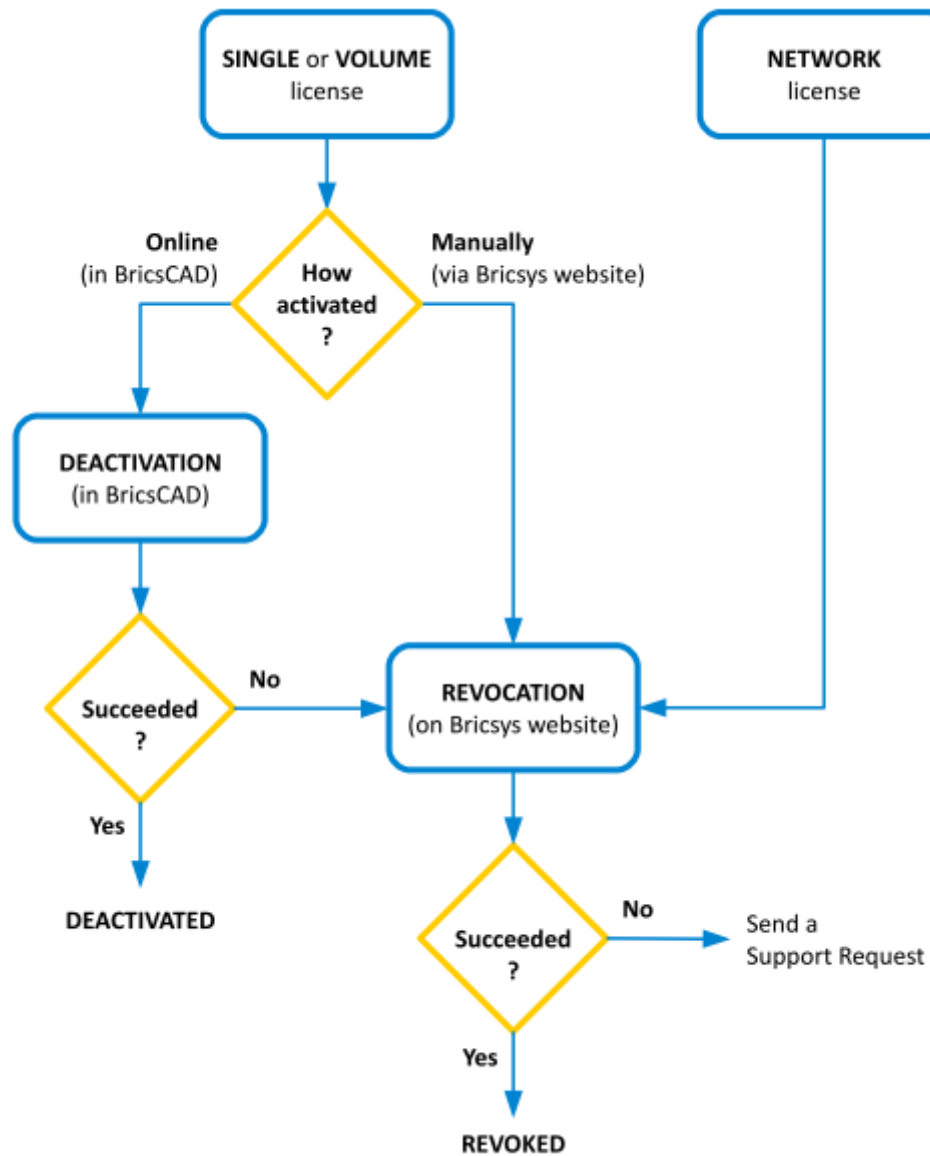 SINGLE or VOLUME
license
NETWORK
license
Online
(in BricsCAD)
Manually
(via Bricsys website)
How
activated
?
DEACTIVATION
(in BricsCAD)
Succeeded
?
No
Yes
DEACTIVATED
REVOCATION
(on Bricsys website)
Succeeded
?
No
Send a
Support Request
Yes
REVOKED